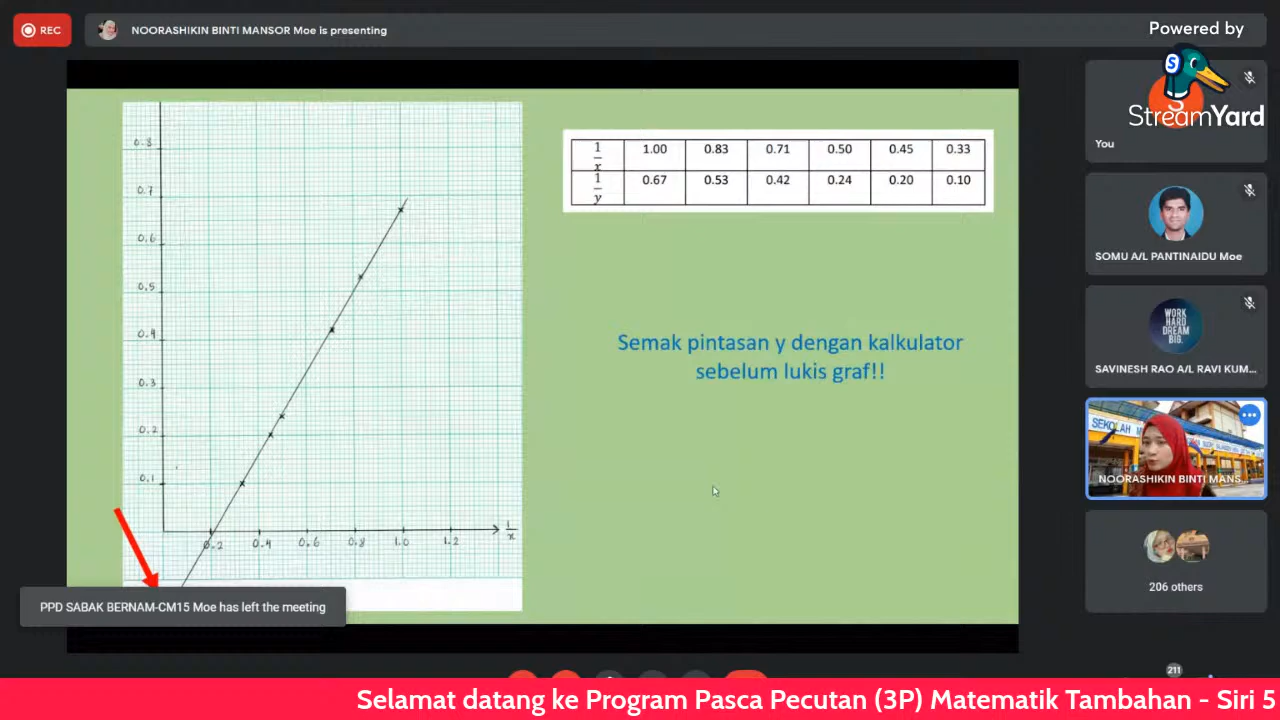 REC
NOORASHIKIN BINTI MANSOR Moe is presenting
Powered by
StreamYard
You
SOMU A/L PANTINAIDU Moe
WORK
HARD
DREAM
BIG.
SAVINESH RAO A/L RAVI KUM...
SEKOLAH
NOORASHIKIN BINTI MANS...
206 others
211
1/x 1.00 0.83 0.71 0.50 0.45 0.33
1/y 0.67 0.53 0.42 0.24 0.20 0.10
Semak pintasan y dengan kalkulator
sebelum lukis graf!!
0.8
0.7
0.6
0.5
0.4
0.3
0.2
0.1
0.2 0.4 0.6 0.8 1.0 1.2 1/x
PPD SABAK BERNAM-CM15 Moe has left the meeting
Selamat datang ke Program Pasca Pecutan (3P) Matematik Tambahan - Siri 5